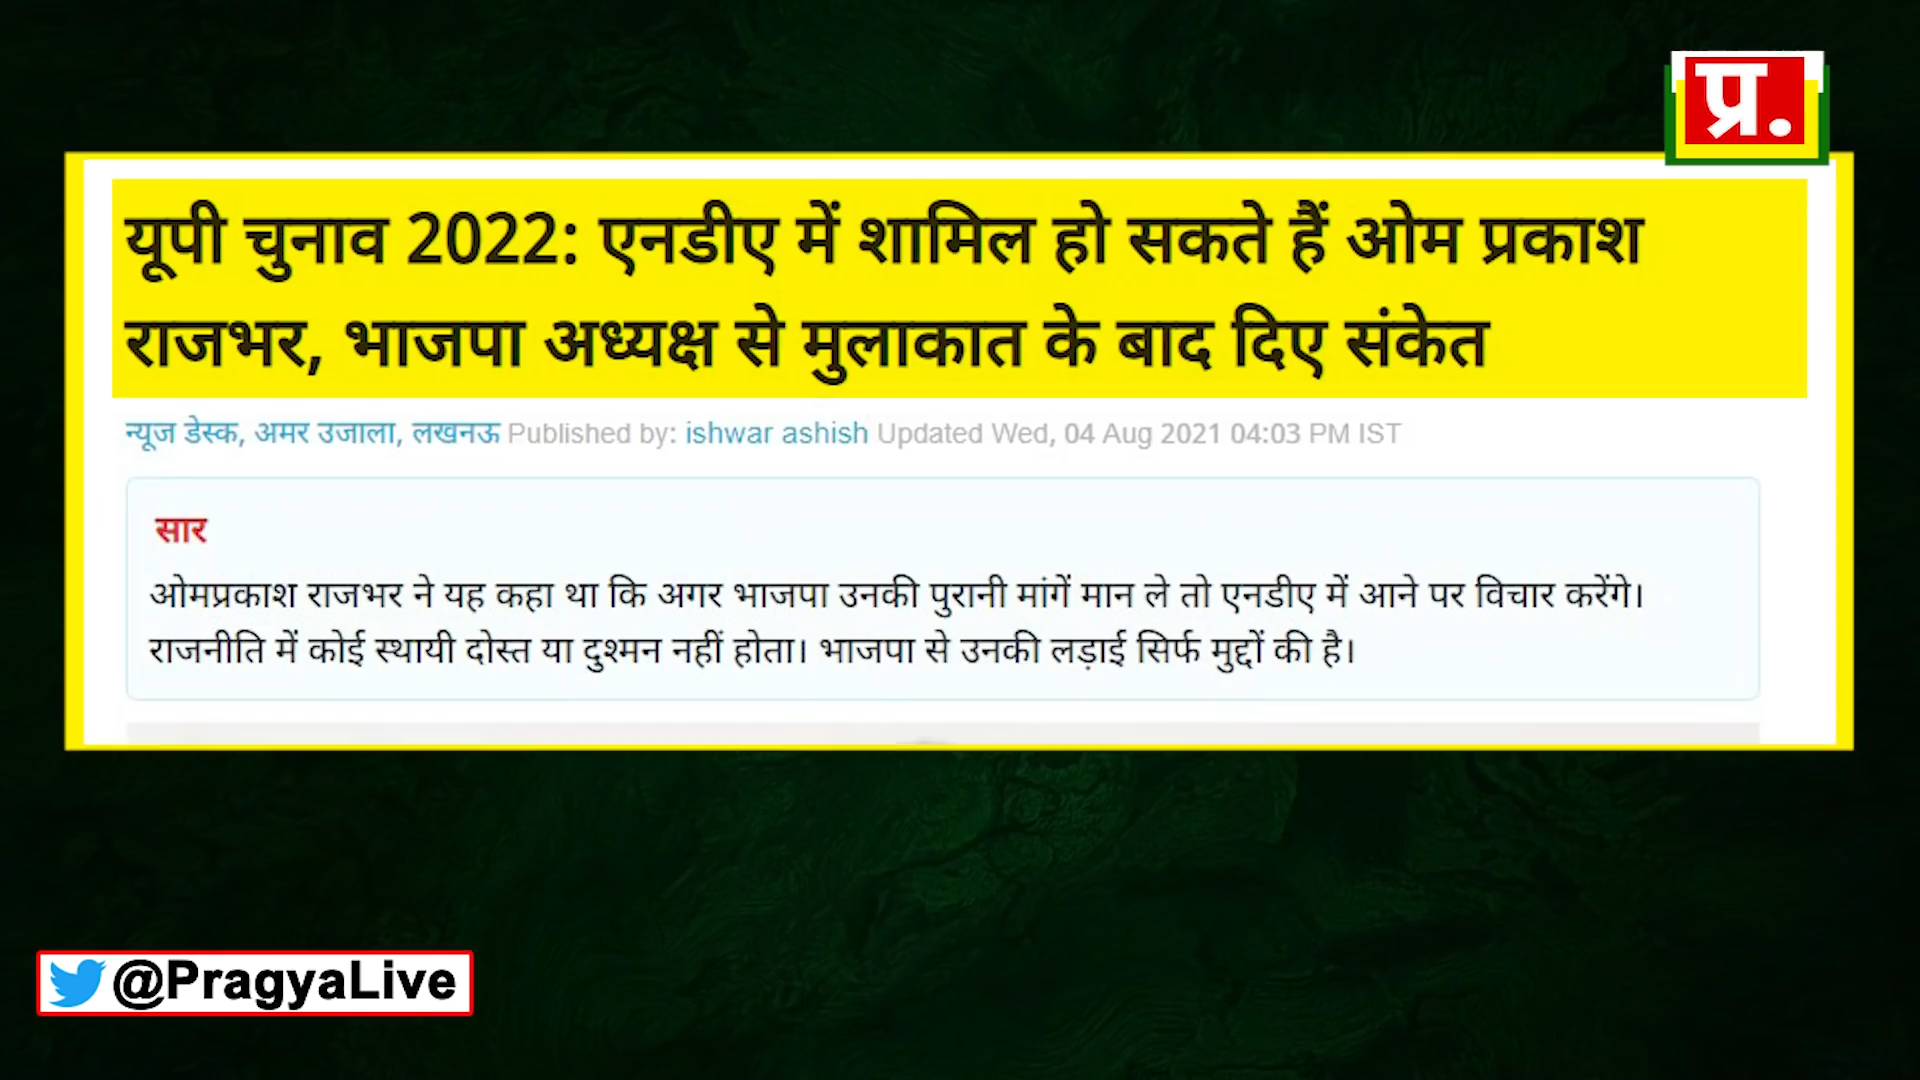 प्र.
यूपी चुनाव 2022: एनडीए में शामिल हो सकते हैं ओम प्रकाश
राजभर, भाजपा अध्यक्ष से मुलाकात के बाद दिए संकेत
न्यूज डेस्क, अमर उजाला, लखनऊ Published by: ishwar ashish Updated Wed, 04 Aug 2021 04:03 PM IST
सार
ओमप्रकाश राजभर ने यह कहा था कि अगर भाजपा उनकी पुरानी मांगें मान ले तो एनडीए में आने पर विचार करेंगे।
राजनीति में कोई स्थायी दोस्त या दुश्मन नहीं होता। भाजपा से उनकी लड़ाई सिर्फ मुद्दों की है।
@PragyaLive